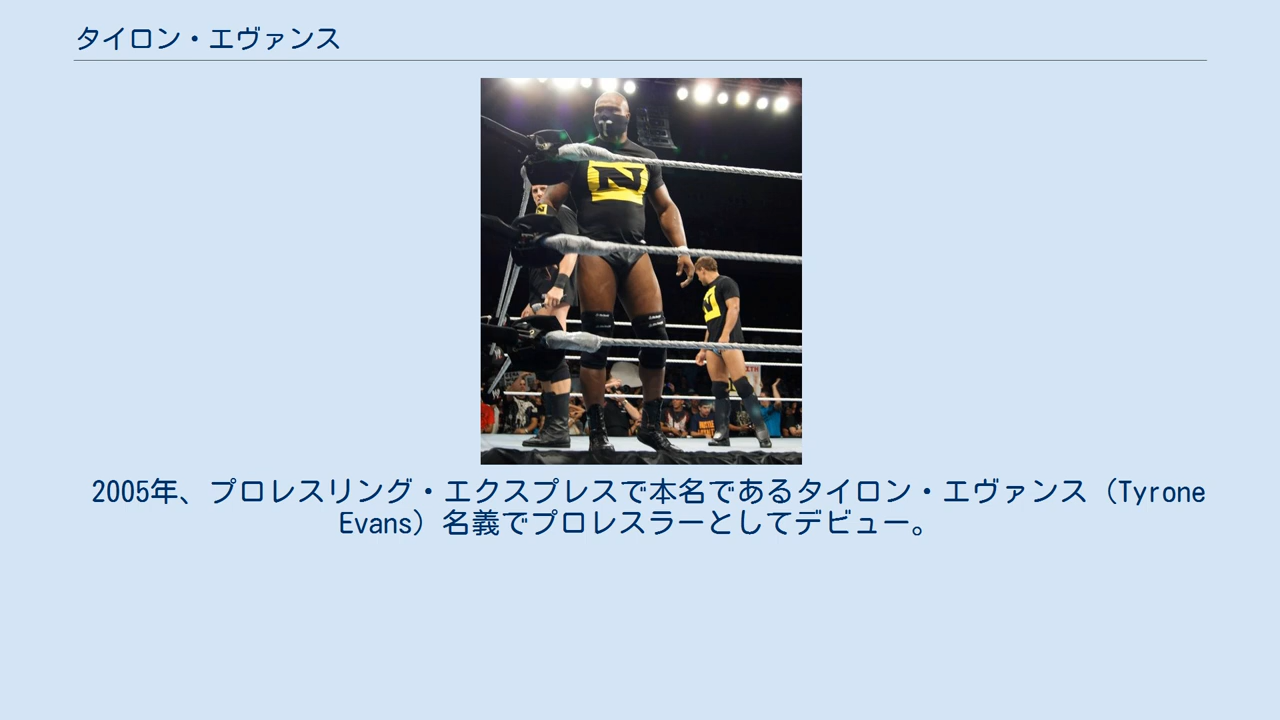 タイロン・エヴァンス
N
N
2005年、プロレスリング・エクスプレスで本名であるタイロン・エヴァンス（Tyrone
Evans）名義でプロレスラーとしてデビュー。